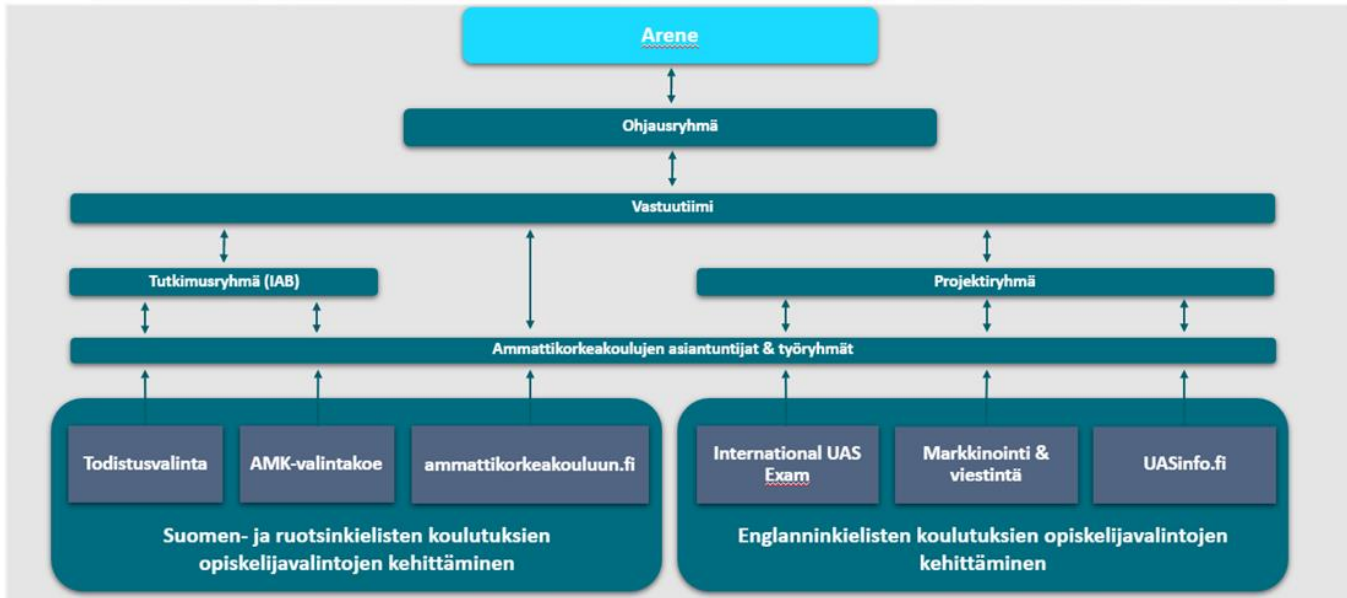 Arene
Ohjausryhmä
Vastuutiimi
Tutkimusryhmä (IAB)
Projektiryhmä
Ammattikorkeakoulujen asiantuntijat & työryhmät
Todistusvalinta
AMK-valintakoe
ammattikorkeakouluun.fi
Suomen- ja ruotsinkielisten koulutuksien
opiskelijavalintojen kehittäminen
International UAS
Exam
Markkinointi &
viestintä
UASinfo.fi
Englanninkielisten koulutuksien opiskelijavalintojen
kehittäminen